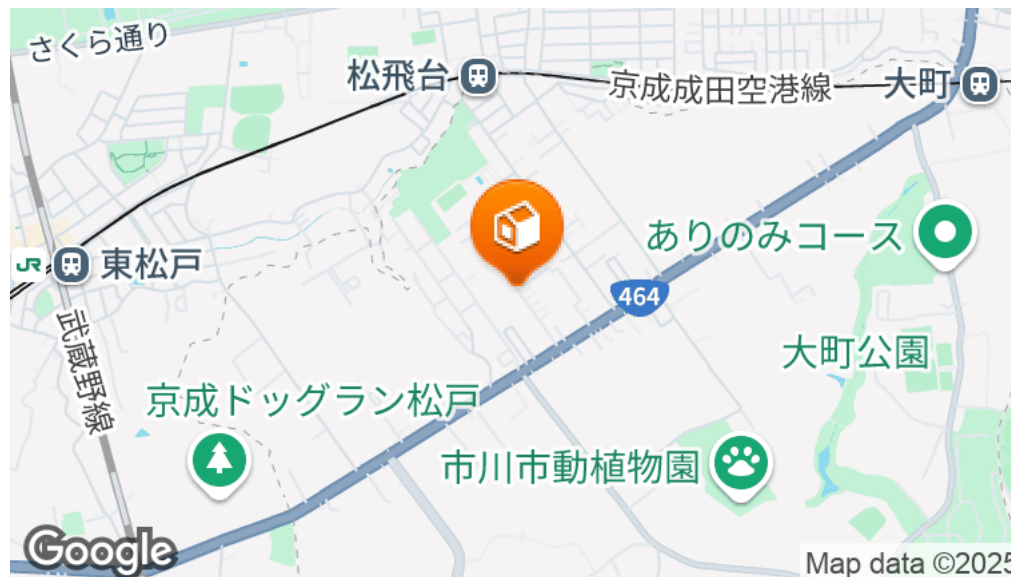 さくら通り
松飛台
京成成田空港線
大町
ありのみコース
JR
東松戸
464
武蔵野線
大町公園
京成ドッグラン松戸
市川市動植物園
Google
Map data ©2025